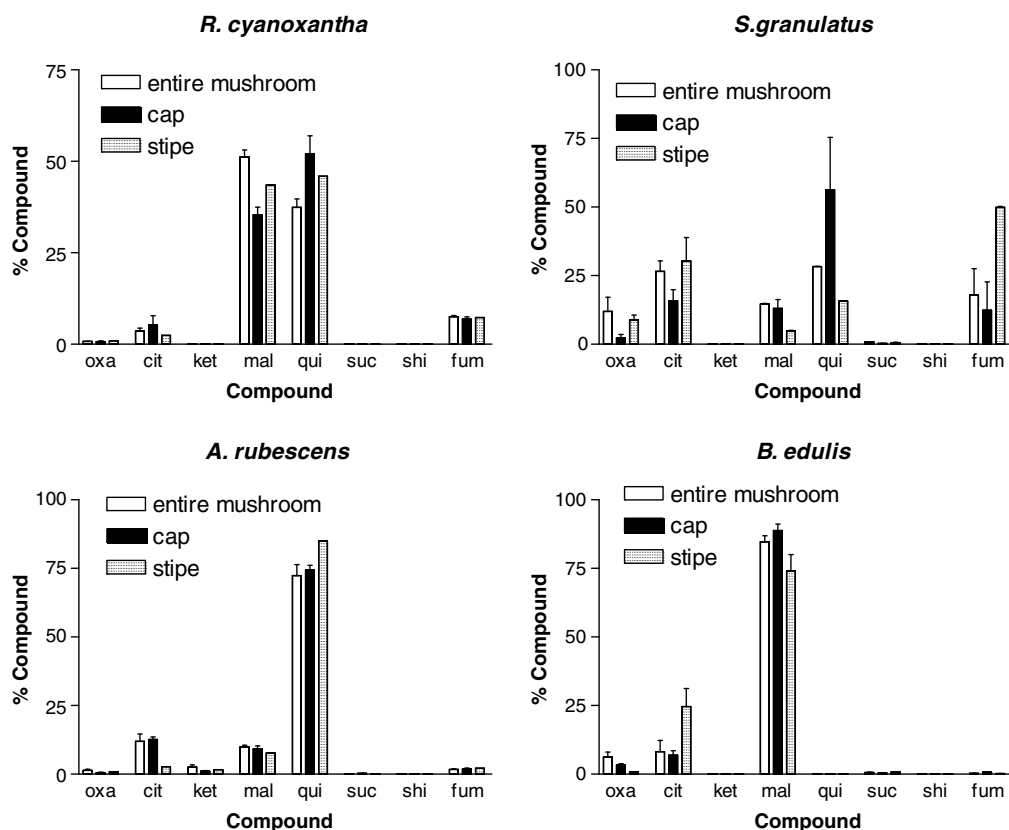 R. cyanoxantha
75
50
25
0
% Compound
entire mushroom
cap
stipe
oxa cit ket mal qui suc shi fum
Compound
S.granulatus
100
75
50
25
0
% Compound
entire mushroom
cap
stipe
oxa cit ket mal qui suc shi fum
Compound
A. rubescens
100
75
50
25
0
% Compound
entire mushroom
cap
stipe
oxa cit ket mal qui suc shi fum
Compound
B. edulis
100
75
50
25
0
% Compound
entire mushroom
cap
stipe
oxa cit ket mal qui suc shi fum
Compound